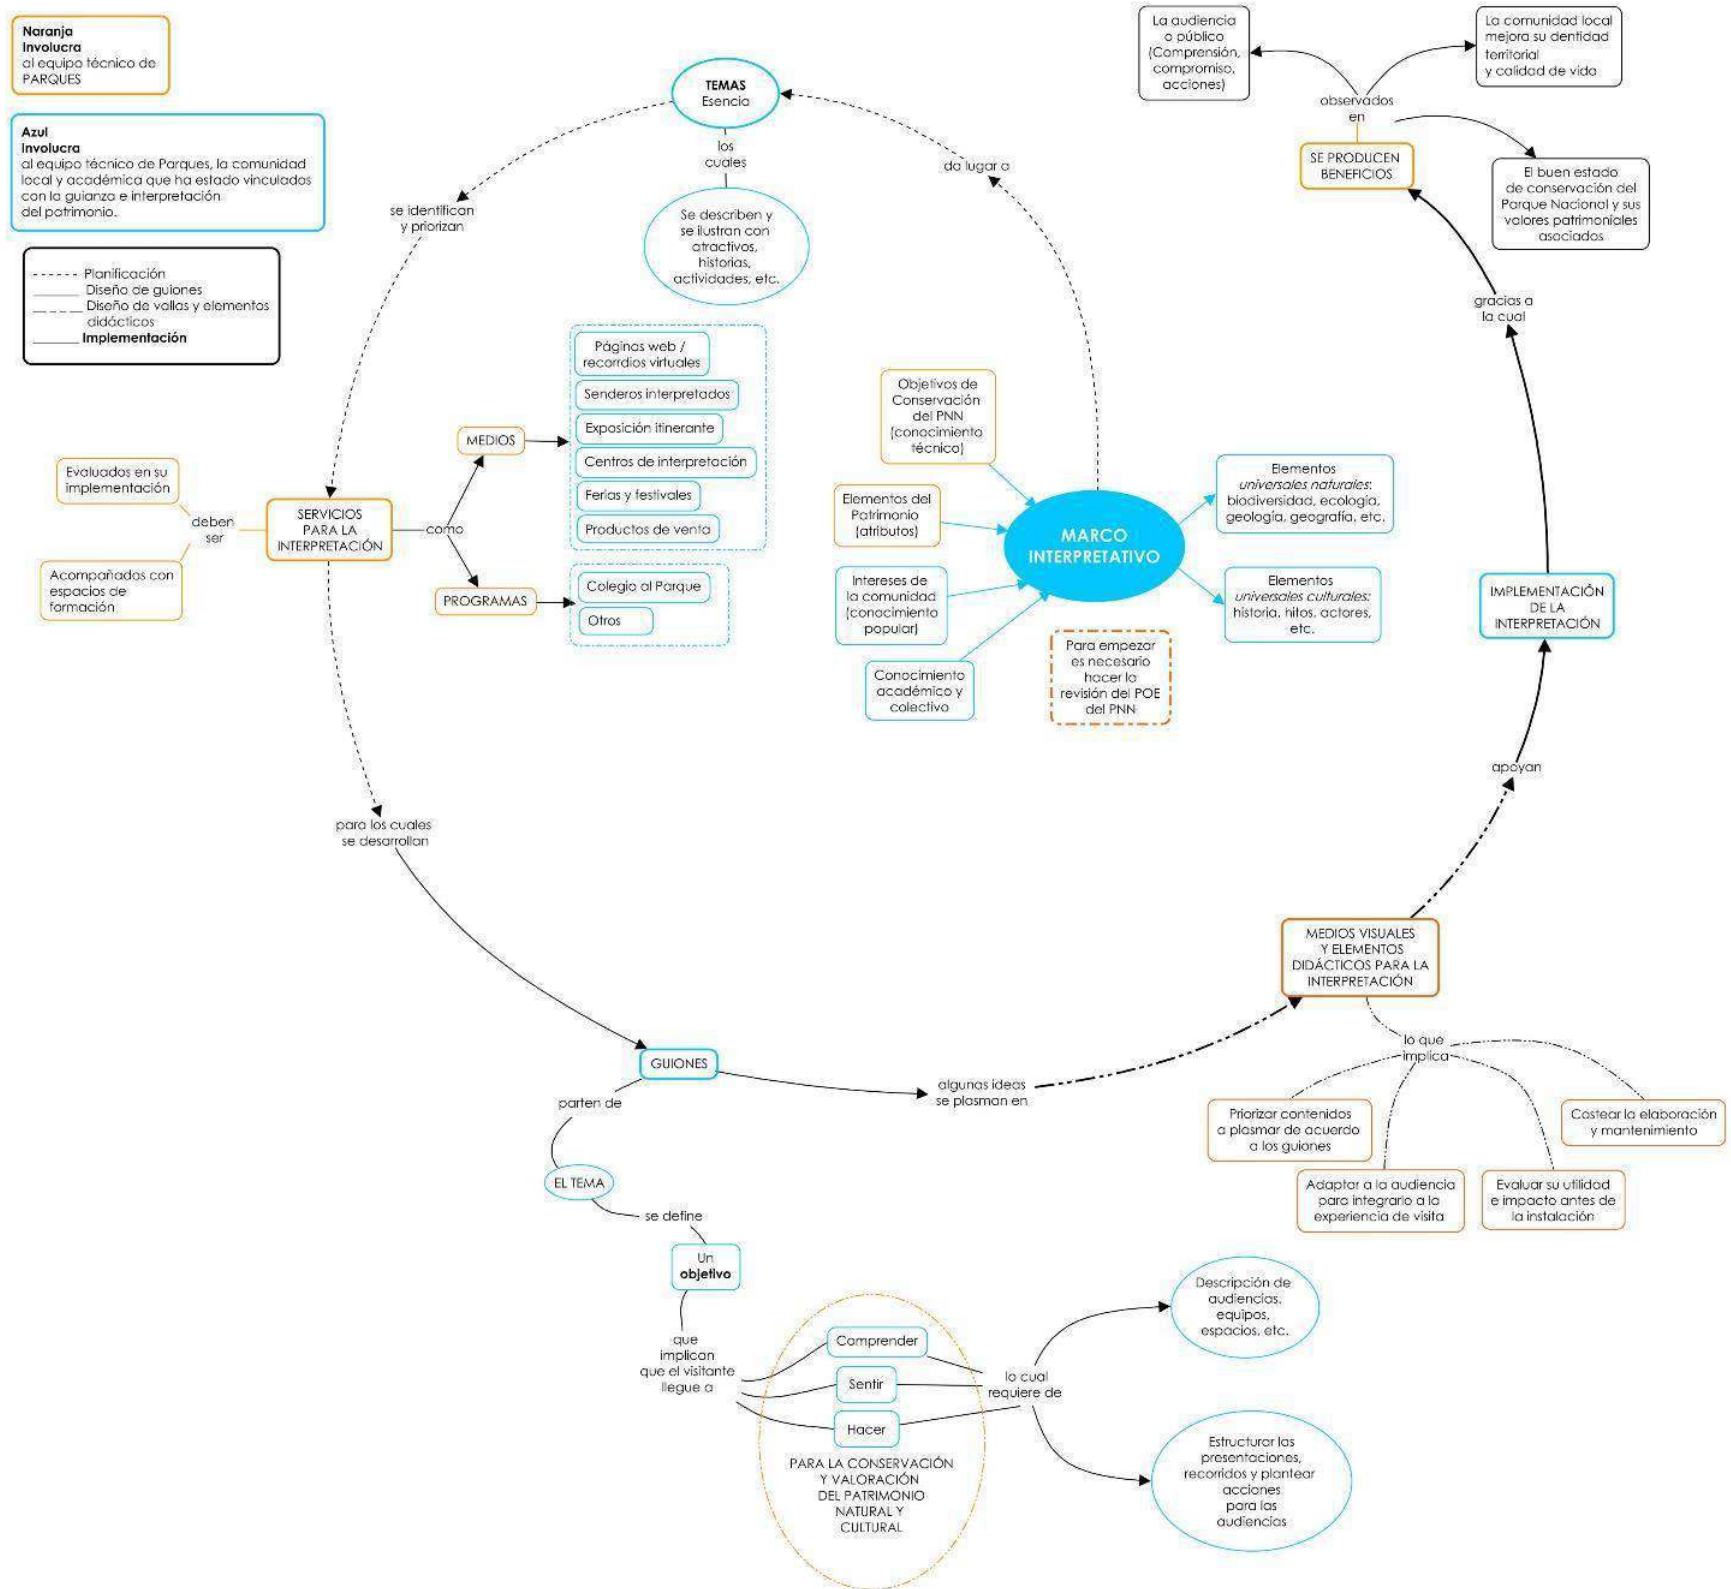 Naranja
Involucra
al equipo técnico de
PARQUES
Azul
Involucra
al equipo técnico de Parques, la comunidad
local y académica que ha estado vinculados
con la guianza e interpretación
del patrimonio.
Planificación
Diseño de guiones
Diseño de vallas y elementos
didácticos
Implementación
TEMAS
Esencia
los
cuales
Se describen y
se ilustran con
atractivos,
historias,
actividades, etc.
se identifican
y priorizan
da lugar a
La audiencia
o público
(Comprensión,
compromiso,
acciones)
La comunidad local
mejora su dentidad
territorial
y calidad de vida
observados
en
SE PRODUCEN
BENEFICIOS
El buen estado
de conservación del
Parque Nacional y sus
valores patrimoniales
asociados
gracias a
la cual
Páginas web /
recorrdios virtuales
Senderos interpretados
Exposición itinerante
Centros de interpretación
Ferias y festivales
Productos de venta
MEDIOS
como
PROGRAMAS
Colegio al Parque
Otros
Evaluados en su
implementación
deben
ser
Acompañados con
espacios de
formación
SERVICIOS
PARA LA
INTERPRETACIÓN
Objetivos de
Conservación
del PNN
(conocimiento
técnico)
Elementos del
Patrimonio
(atributos)
Intereses de
la comunidad
(conocimiento
popular)
Conocimiento
académico y
colectivo
MARCO
INTERPRETATIVO
Para empezar
es necesario
hacer la
revisión del POE
del PNN
Elementos
universales naturales:
biodiversidad, ecología,
geología, geografía, etc.
Elementos
universales culturales:
historia, hitos, actores,
etc.
IMPLEMENTACIÓN
DE LA
INTERPRETACIÓN
apoyan
para los cuales
se desarrollan
MEDIOS VISUALES
Y ELEMENTOS
DIDÁCTICOS PARA LA
INTERPRETACIÓN
lo que
implica
Priorizar contenidos
a plasmar de acuerdo
a los guiones
Costear la elaboración
y mantenimiento
Adaptar a la audiencia
para integrarlo a la
experiencia de visita
Evaluar su utilidad
e impacto antes de
la instalación
GUIONES
algunas ideas
se plasman en
parten de
EL TEMA
se define
Un
objetivo
que
implican
que el visitante
llegue a
Comprender
Sentir
Hacer
PARA LA CONSERVACIÓN
Y VALORACIÓN
DEL PATRIMONIO
NATURAL Y
CULTURAL
lo cual
requiere de
Descripción de
audiencias,
equipos,
espacios, etc.
Estructurar las
presentaciones,
recorridos y plantear
acciones
para las
audiencias